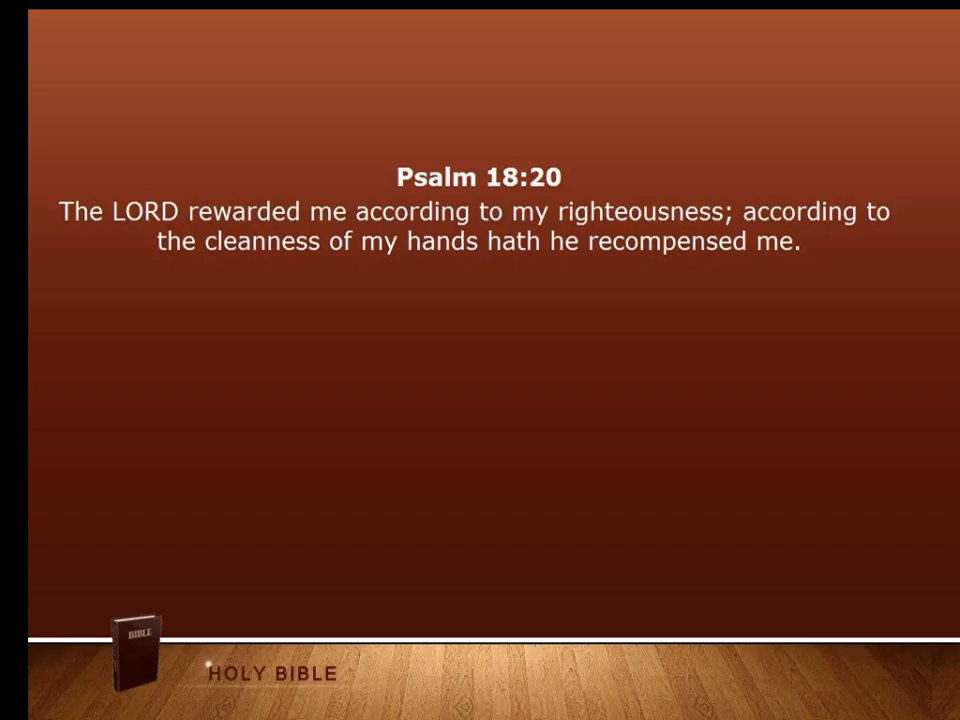 Psalm 18:20
The LORD rewarded me according to my righteousness; according to
the cleanness of my hands hath he recompensed me.
BIBLE
HOLY BIBLE